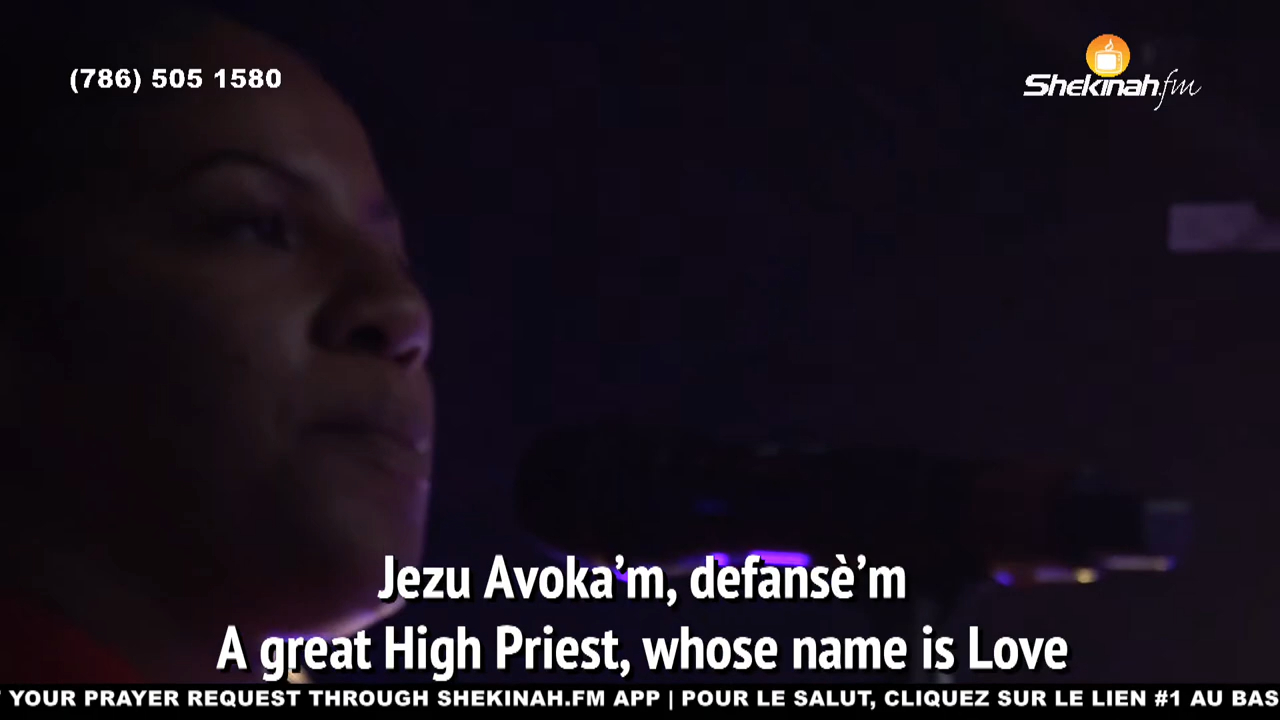 (786) 505 1580
Shekinah.fm
Jezu Avoka’m, defansè’m
A great High Priest, whose name is Love
YOUR PRAYER REQUEST THROUGH SHEKINAH.FM APP | POUR LE SALUT, CLIQUEZ SUR LE LIEN #1 AU BAS